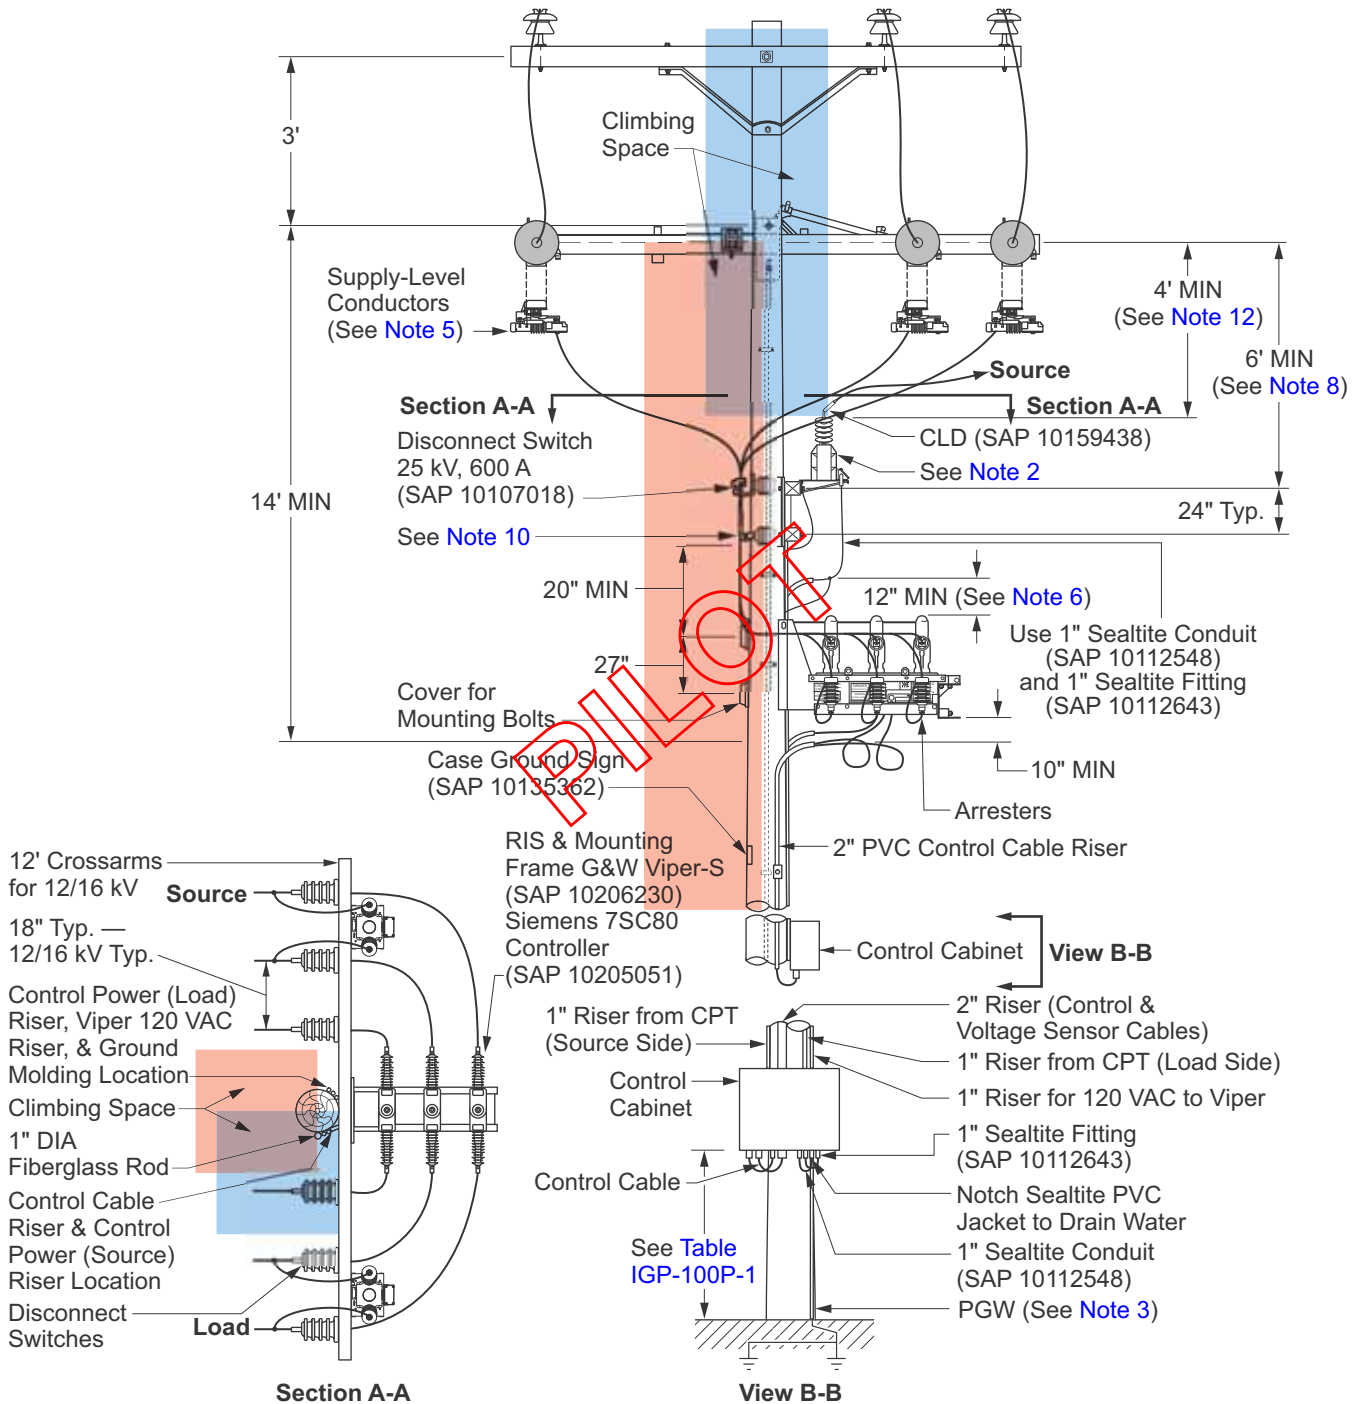 3'
Climbing
Space
Supply-Level
Conductors
(See Note 5)
4' MIN
(See Note 12)
6' MIN
(See Note 8)
Source
Section A-A
Section A-A
Disconnect Switch
25 kV, 600 A
(SAP 10107018)
CLD (SAP 10159438)
See Note 2
14' MIN
24" Typ.
See Note 10
20" MIN
12" MIN (See Note 6)
Use 1" Sealtite Conduit
(SAP 10112548)
and 1" Sealtite Fitting
(SAP 10112643)
27"
Cover for
Mounting Bolts
PILOT
Case Ground Sign
(SAP 10135362)
10" MIN
Arresters
RIS & Mounting
Frame G&W Viper-S
(SAP 10206230)
Siemens 7SC80
Controller
(SAP 10205051)
2" PVC Control Cable Riser
12' Crossarms
for 12/16 kV
Source
18" Typ. —
12/16 kV Typ.
Control Cabinet
View B-B
Control Power (Load)
Riser, Viper 120 VAC
Riser, & Ground
Molding Location
Climbing Space
1" DIA
Fiberglass Rod
Control Cable
Riser & Control
Power (Source)
Riser Location
Disconnect
Switches
Load
Section A-A
1" Riser from CPT
(Source Side)
2" Riser (Control &
Voltage Sensor Cables)
1" Riser from CPT (Load Side)
Control
Cabinet
1" Riser for 120 VAC to Viper
1" Sealtite Fitting
(SAP 10112643)
Control Cable
Notch Sealtite PVC
Jacket to Drain Water
See Table
IGP-100P-1
1" Sealtite Conduit
(SAP 10112548)
PGW (See Note 3)
View B-B